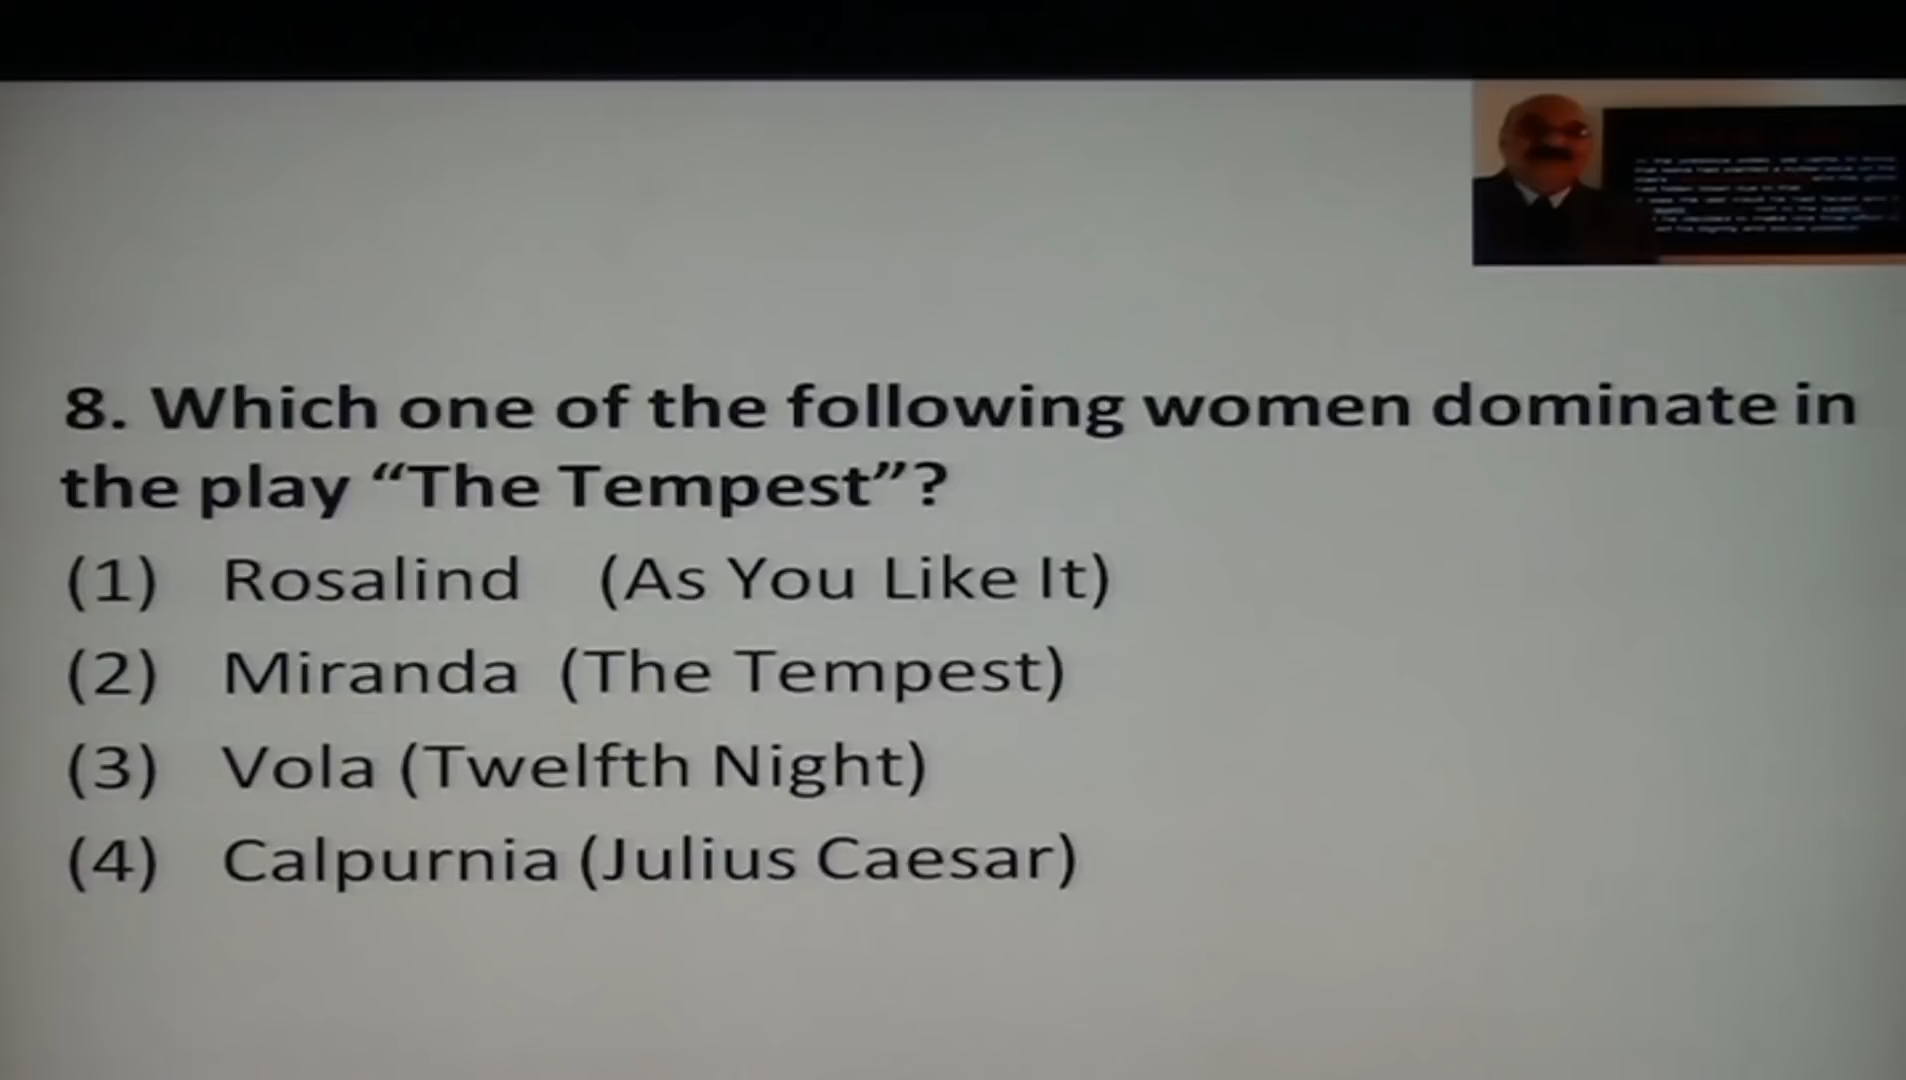 8. Which one of the following women dominate in
the play “The Tempest”?
(1) Rosalind (As You Like It)
(2) Miranda (The Tempest)
(3) Vola (Twelfth Night)
(4) Calpurnia (Julius Caesar)